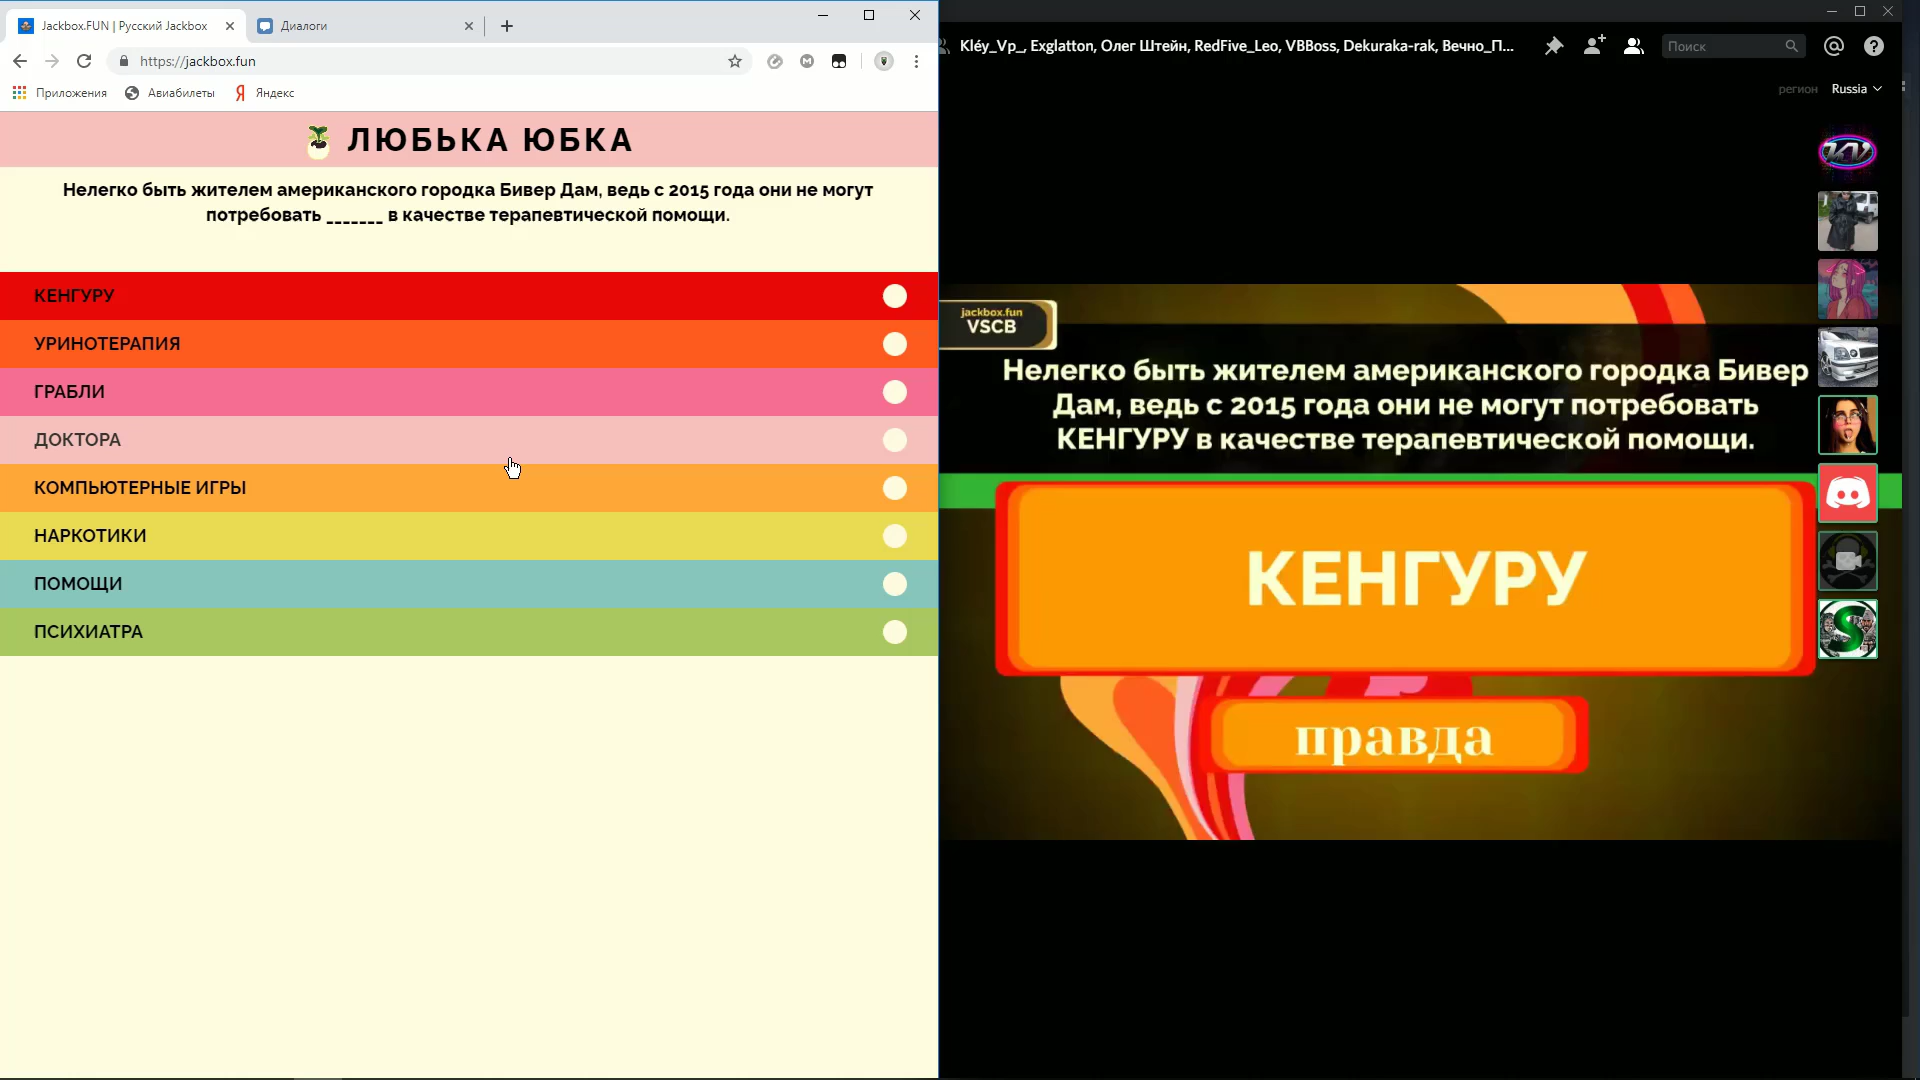 Jackbox.FUN | Русский Jackbox
Диалоги
https://jackbox.fun
Приложения
Авиабилеты
Яндекс
ЛЮБЬКА ЮБКА
Нелегко быть жителем американского городка Бивер Дам, ведь с 2015 года они не могут
потребовать _______ в качестве терапевтической помощи.
КЕНГУРУ
УРИНОТЕРАПИЯ
ГРАБЛИ
ДОКТОРА
КОМПЬЮТЕРНЫЕ ИГРЫ
НАРКОТИКИ
ПОМОЩИ
ПСИХИАТРА
Kléy_Vp_, Exglatton, Олег Штейн, RedFive_Leo, VBBoss, Dekuraka-rak, Вечно_П...
Поиск
регион Russia
KV
jackbox.fun
VSCB
Нелегко быть жителем американского городка Бивер
Дам, ведь с 2015 года они не могут потребовать
КЕНГУРУ в качестве терапевтической помощи.
КЕНГУРУ
правда
S